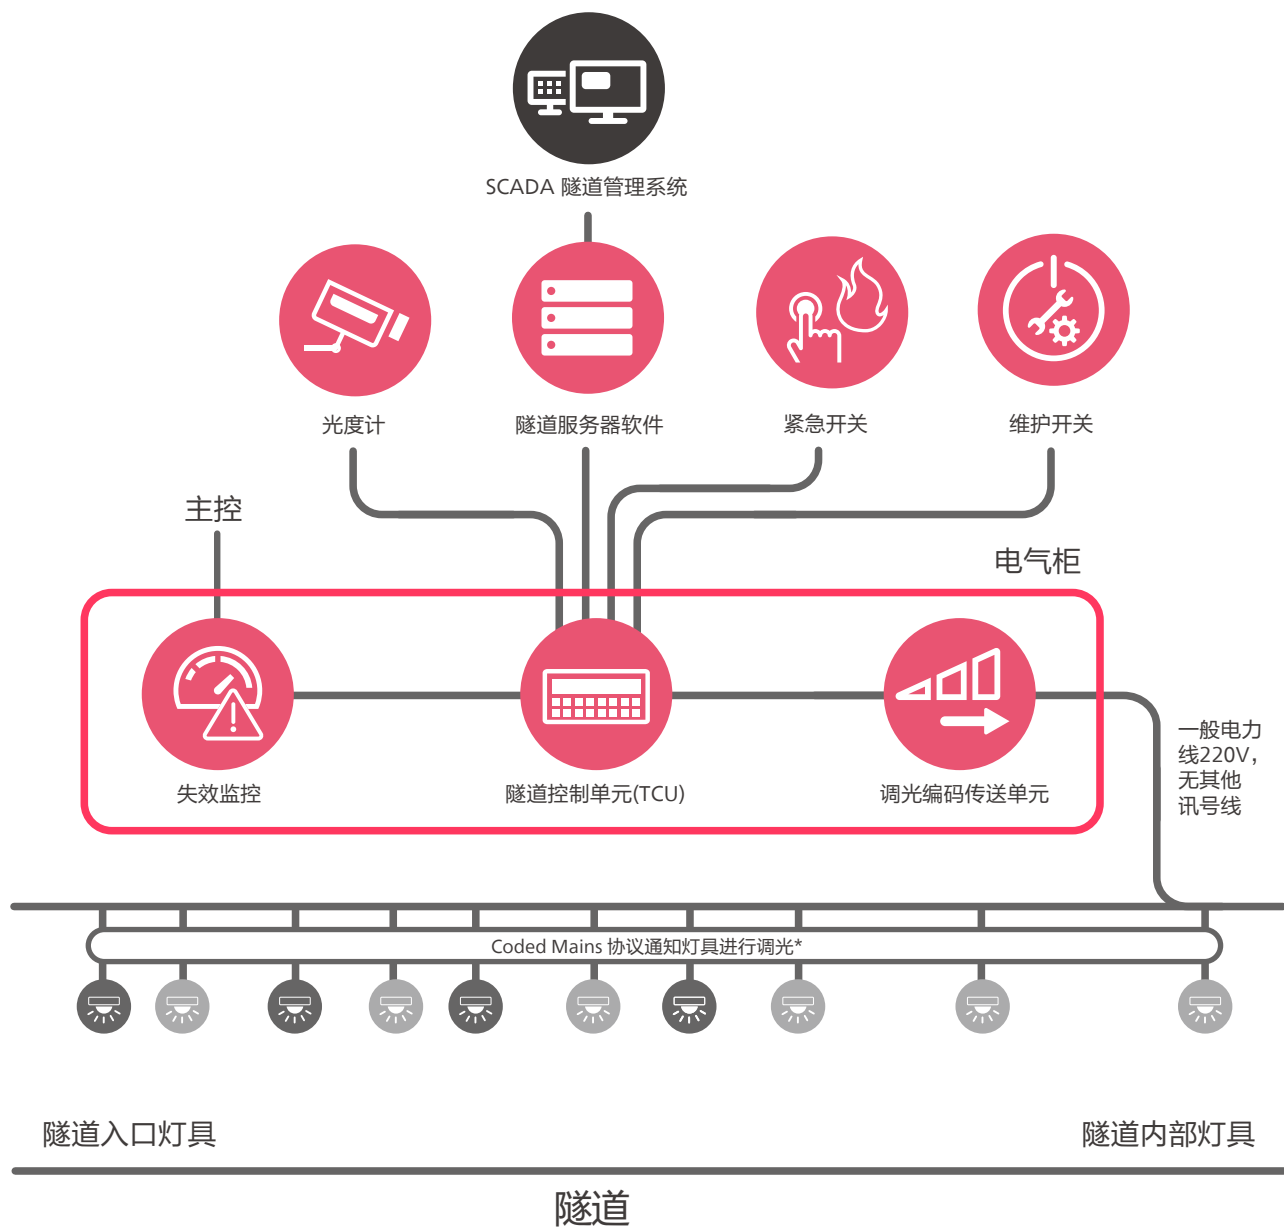 SCADA 隧道管理系统
光度计
隧道服务器软件
紧急开关
维护开关
主控
电气柜
失效监控
隧道控制单元(TCU)
调光编码传送单元
一般电力
线220V，
无其他
讯号线
Coded Mains 协议通知灯具进行调光*
隧道入口灯具
隧道内部灯具
隧道